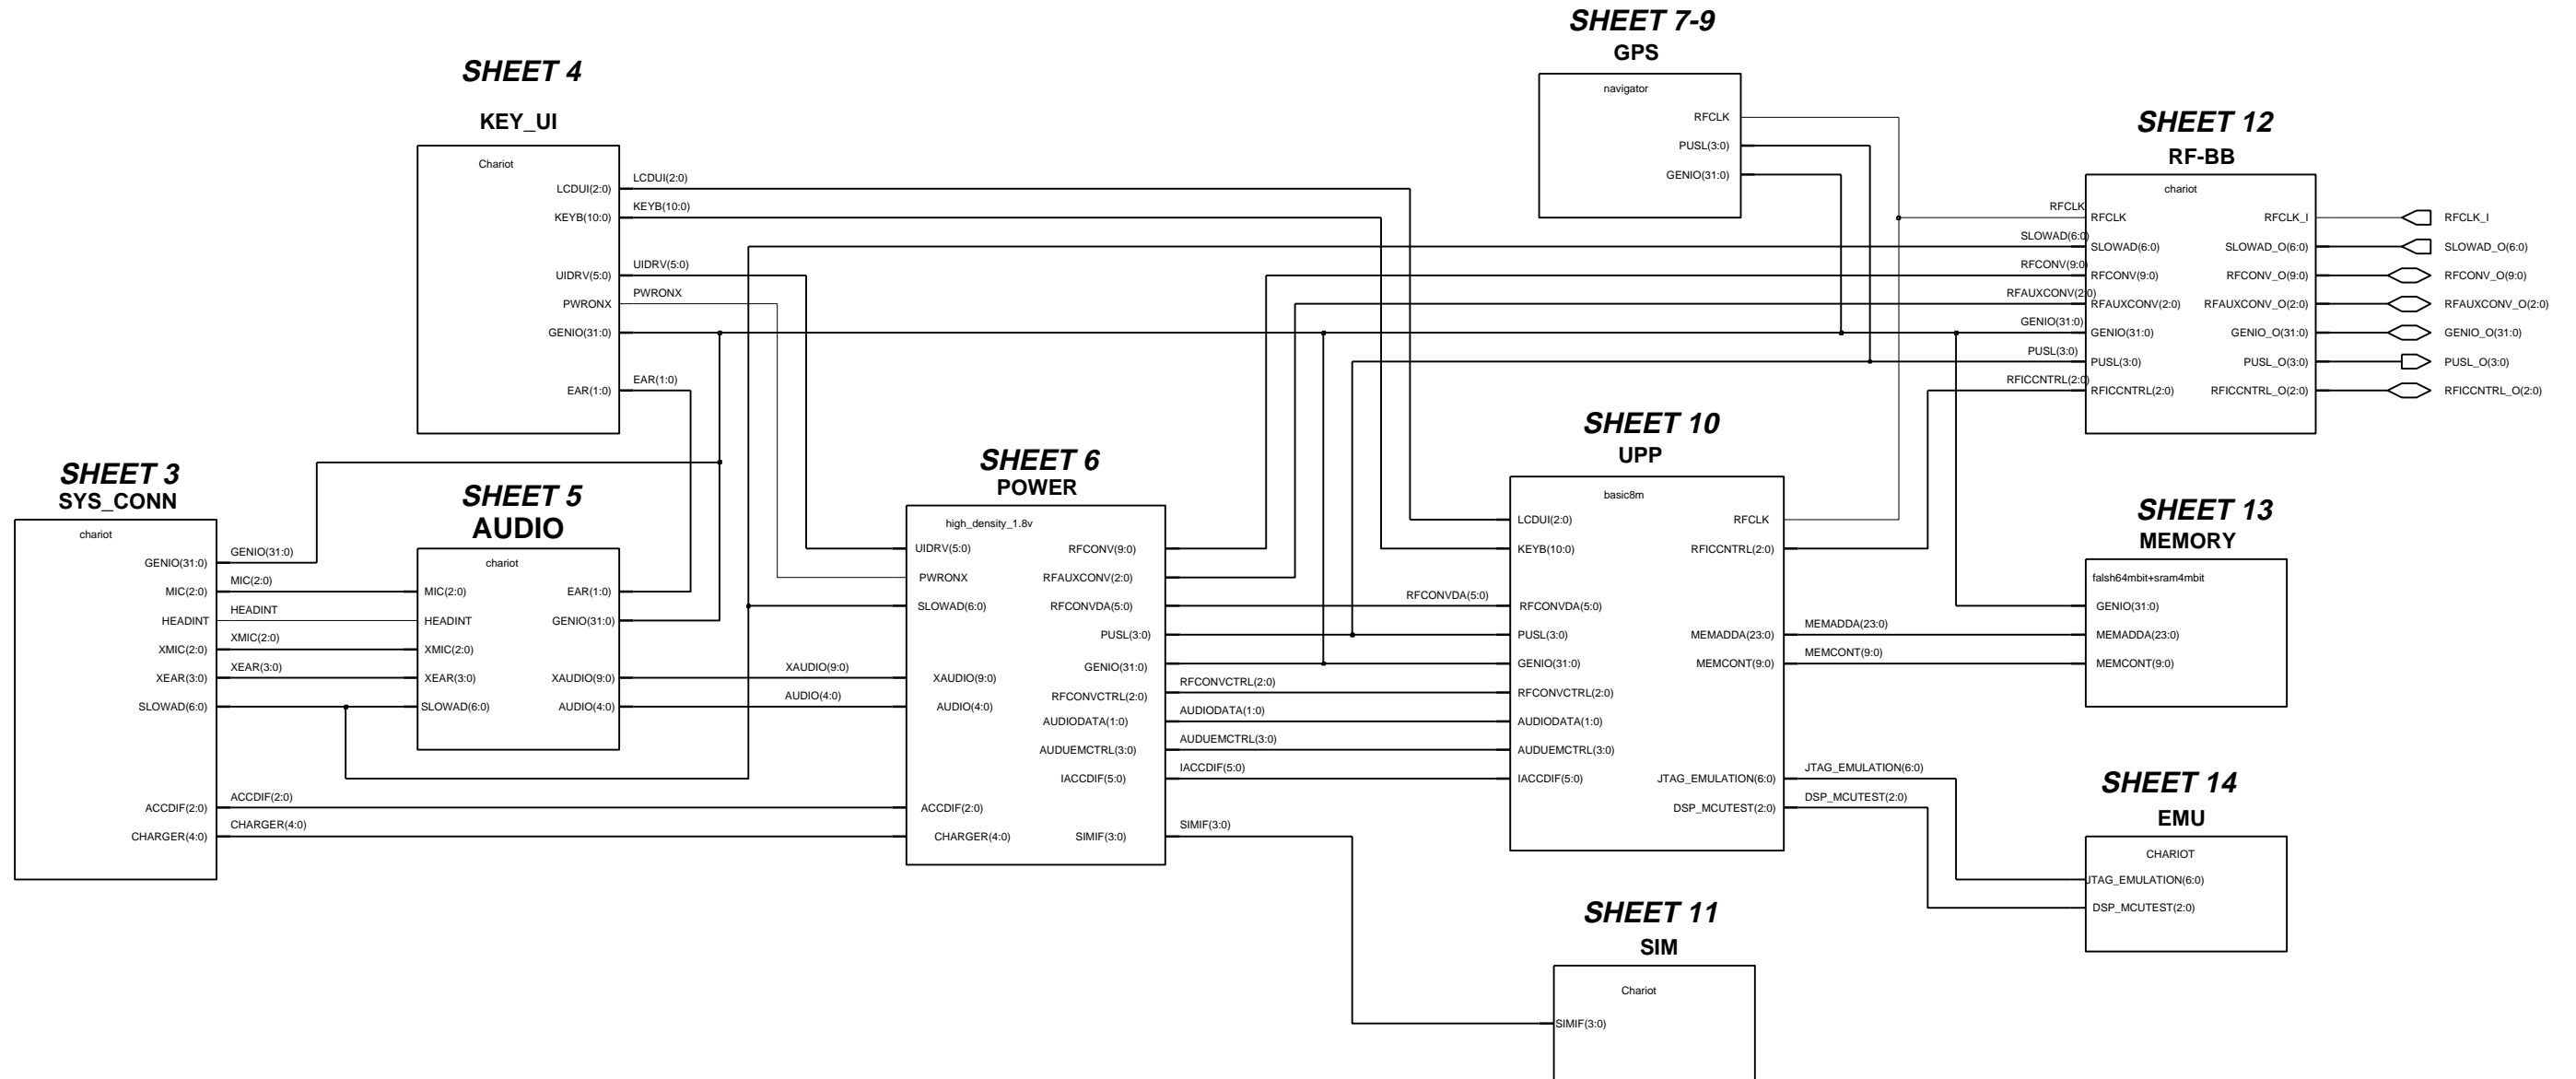 SHEET 7-9
GPS
navigator
RFCLK
PUSL(3:0)
GENIO(31:0)
SHEET 4
KEY_UI
Chariot
LCDUI(2:0)
KEYB(10:0)
UIDRV(5:0)
PWRONX
GENIO(31:0)
EAR(1:0)
LCDUI(2:0)
KEYB(10:0)
UIDRV(5:0)
PWRONX
EAR(1:0)
SHEET 12
RF-BB
chariot
RFCLK
SLOWAD(6:0)
RFCONV(9:0)
RFAUXCONV(2:0)
GENIO(31:0)
PUSL(3:0)
RFICCNTRL(2:0)
RFCLK
SLOWAD(6:0)
RFCONV(9:0)
RFAUXCONV(2:0)
GENIO(31:0)
PUSL(3:0)
RFICCNTRL(2:0)
RFCLK_I
SLOWAD_O(6:0)
RFCONV_O(9:0)
RFAUXCONV_O(2:0)
GENIO_O(31:0)
PUSL_O(3:0)
RFICCNTRL_O(2:0)
RFCLK_I
SLOWAD_O(6:0)
RFCONV_O(9:0)
RFAUXCONV_O(2:0)
GENIO_O(31:0)
PUSL_O(3:0)
RFICCNTRL_O(2:0)
SHEET 3
SYS_CONN
chariot
GENIO(31:0)
MIC(2:0)
HEADINT
XMIC(2:0)
XEAR(3:0)
SLOWAD(6:0)
ACCDIF(2:0)
CHARGER(4:0)
GENIO(31:0)
MIC(2:0)
HEADINT
XMIC(2:0)
XEAR(3:0)
ACCDIF(2:0)
CHARGER(4:0)
SHEET 5
AUDIO
chariot
MIC(2:0)
HEADINT
XMIC(2:0)
XEAR(3:0)
SLOWAD(6:0)
EAR(1:0)
GENIO(31:0)
XAUDIO(9:0)
AUDIO(4:0)
XAUDIO(9:0)
AUDIO(4:0)
SHEET 6
POWER
high_density_1.8v
UIDRV(5:0)
PWRONX
SLOWAD(6:0)
XAUDIO(9:0)
AUDIO(4:0)
ACCDIF(2:0)
CHARGER(4:0)
RFCONV(9:0)
RFAUXCONV(2:0)
RFCONVDA(5:0)
PUSL(3:0)
GENIO(31:0)
RFCONVCTRL(2:0)
AUDIODATA(1:0)
AUDUEMCTRL(3:0)
IACCDIF(5:0)
SIMIF(3:0)
RFCONVDA(5:0)
RFCONVCTRL(2:0)
AUDIODATA(1:0)
AUDUEMCTRL(3:0)
IACCDIF(5:0)
SIMIF(3:0)
SHEET 10
UPP
basic8m
LCDUI(2:0)
KEYB(10:0)
RFCONVDA(5:0)
PUSL(3:0)
GENIO(31:0)
RFCONVCTRL(2:0)
AUDIODATA(1:0)
AUDUEMCTRL(3:0)
IACCDIF(5:0)
RFCLK
RFICCNTRL(2:0)
MEMADDA(23:0)
MEMCONT(9:0)
JTAG_EMULATION(6:0)
DSP_MCUTEST(2:0)
MEMADDA(23:0)
MEMCONT(9:0)
JTAG_EMULATION(6:0)
DSP_MCUTEST(2:0)
SHEET 13
MEMORY
falsh64mbit+sram4mbit
GENIO(31:0)
MEMADDA(23:0)
MEMCONT(9:0)
SHEET 14
EMU
CHARIOT
JTAG_EMULATION(6:0)
DSP_MCUTEST(2:0)
SHEET 11
SIM
Chariot
SIMIF(3:0)